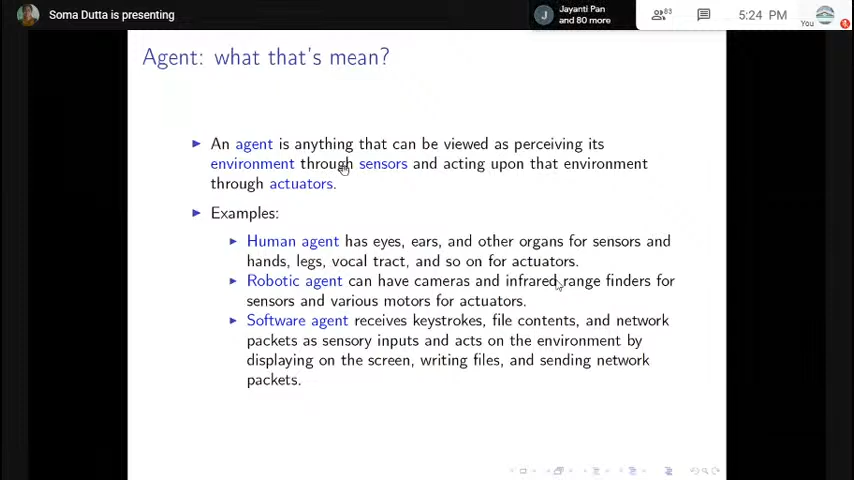 Soma Dutta is presenting
J
Jayanti Pan
and 80 more
83
5:24 PM
You
Agent: what that's mean?
An agent is anything that can be viewed as perceiving its
environment through sensors and acting upon that environment
through actuators.
Examples:
Human agent has eyes, ears, and other organs for sensors and
hands, legs, vocal tract, and so on for actuators.
Robotic agent can have cameras and infrared range finders for
sensors and various motors for actuators.
Software agent receives keystrokes, file contents, and network
packets as sensory inputs and acts on the environment by
displaying on the screen, writing files, and sending network
packets.